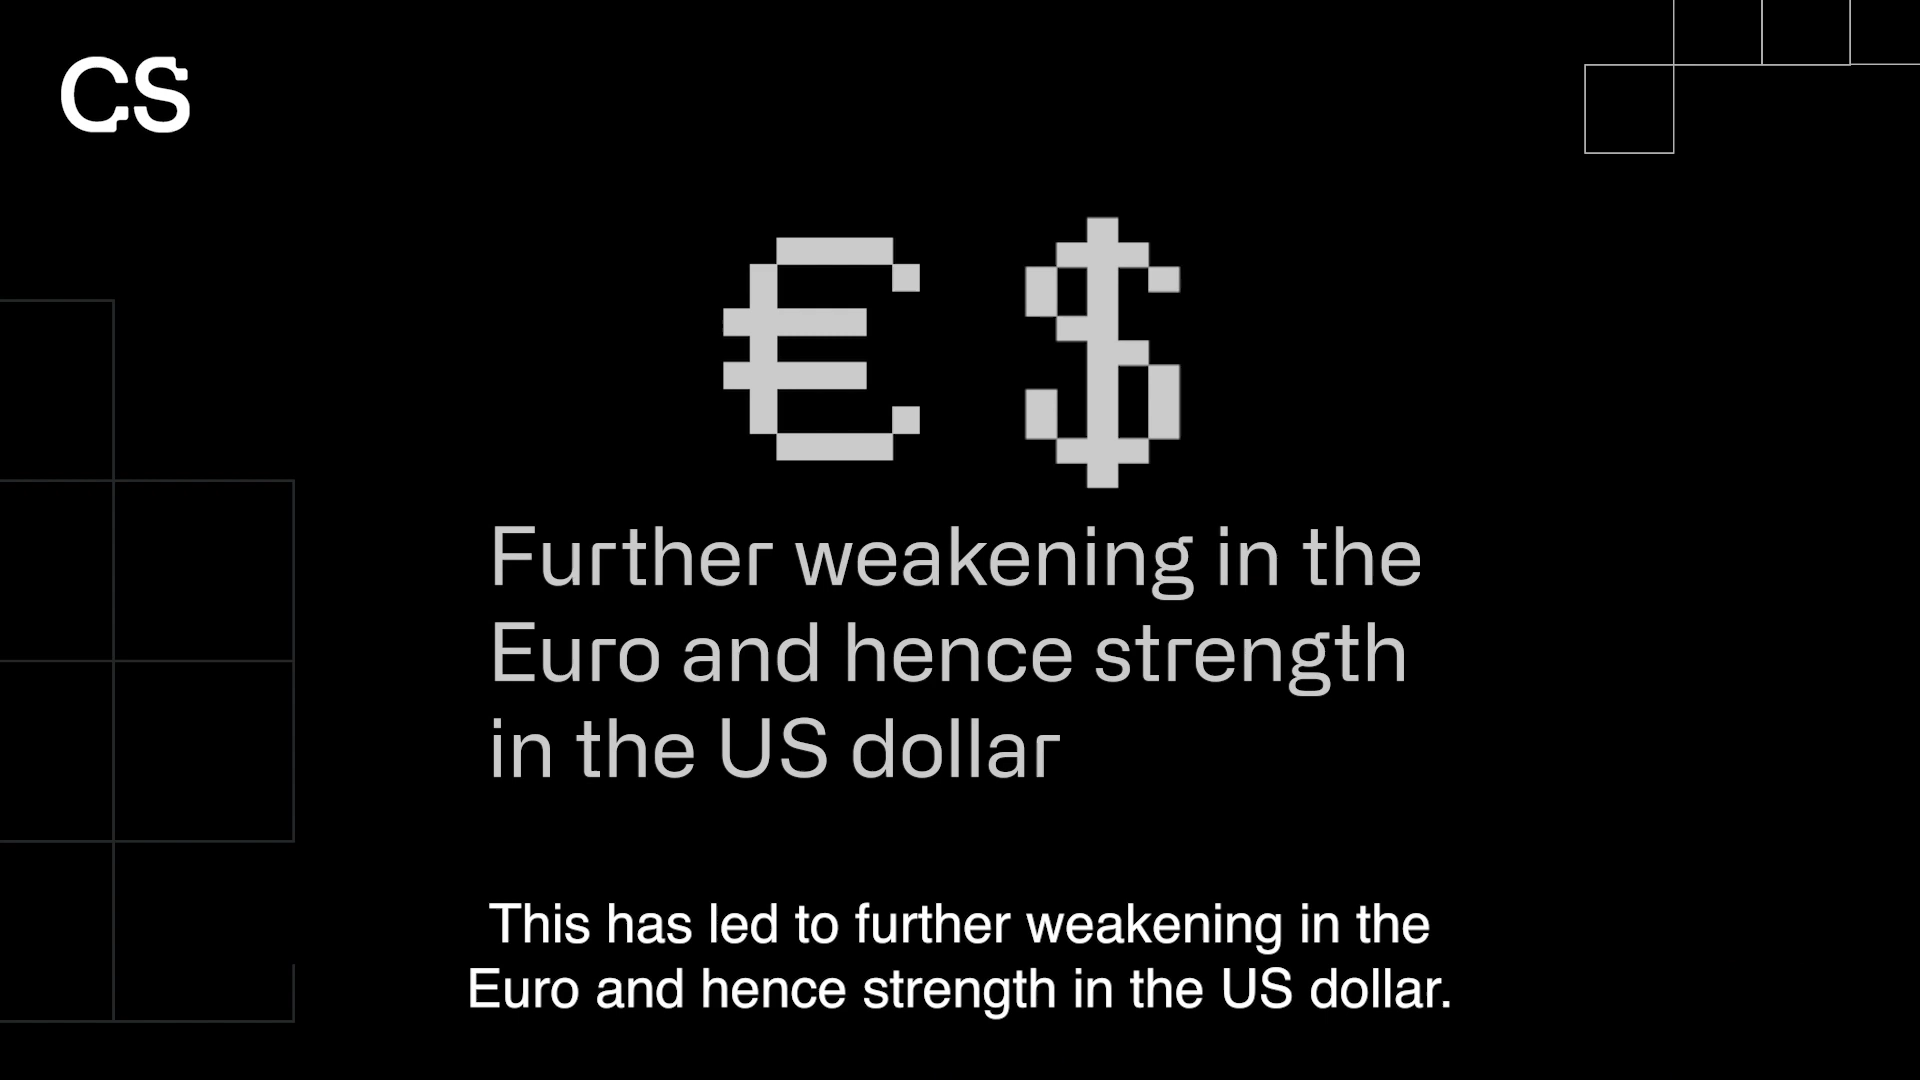 CS
€ $
Further weakening in the
Euro and hence strength
in the US dollar
This has led to further weakening in the
Euro and hence strength in the US dollar.